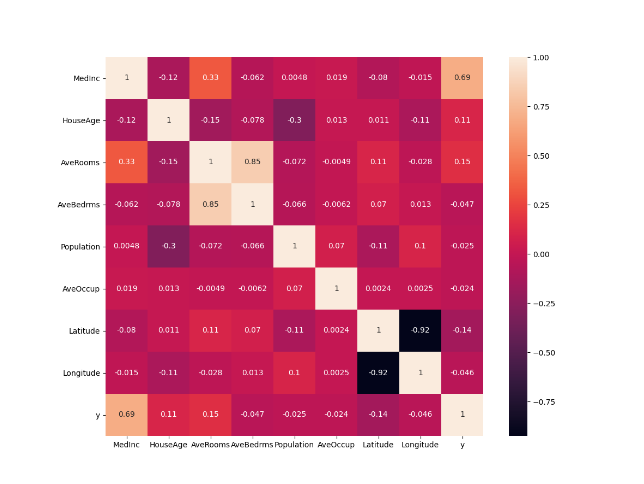 MedInc 1 -0.12 0.33 -0.062 0.0048 0.019 -0.08 -0.015 0.69
HouseAge -0.12 1 -0.15 -0.078 -0.3 0.013 0.011 -0.11 0.11
AveRooms 0.33 -0.15 1 0.85 -0.072 -0.0049 0.11 -0.028 0.15
AveBedrms -0.062 -0.078 0.85 1 -0.066 -0.0062 0.07 0.013 -0.047
Population 0.0048 -0.3 -0.072 -0.066 1 0.07 -0.11 0.1 -0.025
AveOccup 0.019 0.013 -0.0049 -0.0062 0.07 1 0.0024 0.0025 -0.024
Latitude -0.08 0.011 0.11 0.07 -0.11 0.0024 1 -0.92 -0.14
Longitude -0.015 -0.11 -0.028 0.013 0.1 0.0025 -0.92 1 -0.046
y 0.69 0.11 0.15 -0.047 -0.025 -0.024 -0.14 -0.046 1
MedInc HouseAge AveRooms AveBedrms Population AveOccup Latitude Longitude y
1.00
0.75
0.50
0.25
0.00
-0.25
-0.50
-0.75